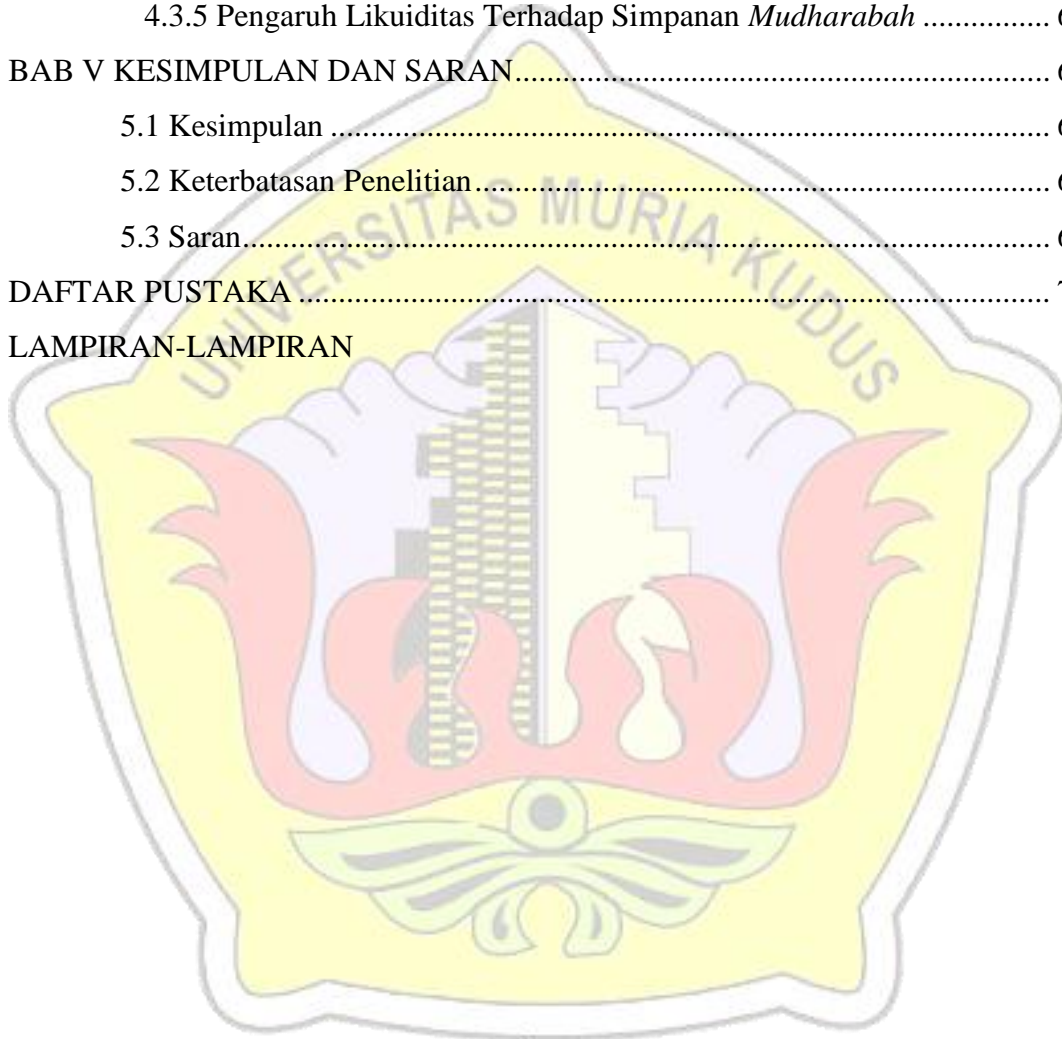 4.3.5 Pengaruh Likuiditas Terhadap Simpanan Mudharabah ................
BAB V KESIMPULAN DAN SARAN................................................................
5.1 Kesimpulan ................................................................
5.2 Keterbatasan Penelitian................................................................
5.3 Saran................................................................
DAFTAR PUSTAKA ................................................................
LAMPIRAN-LAMPIRAN
UNIVERSITAS MURIA KUDUS